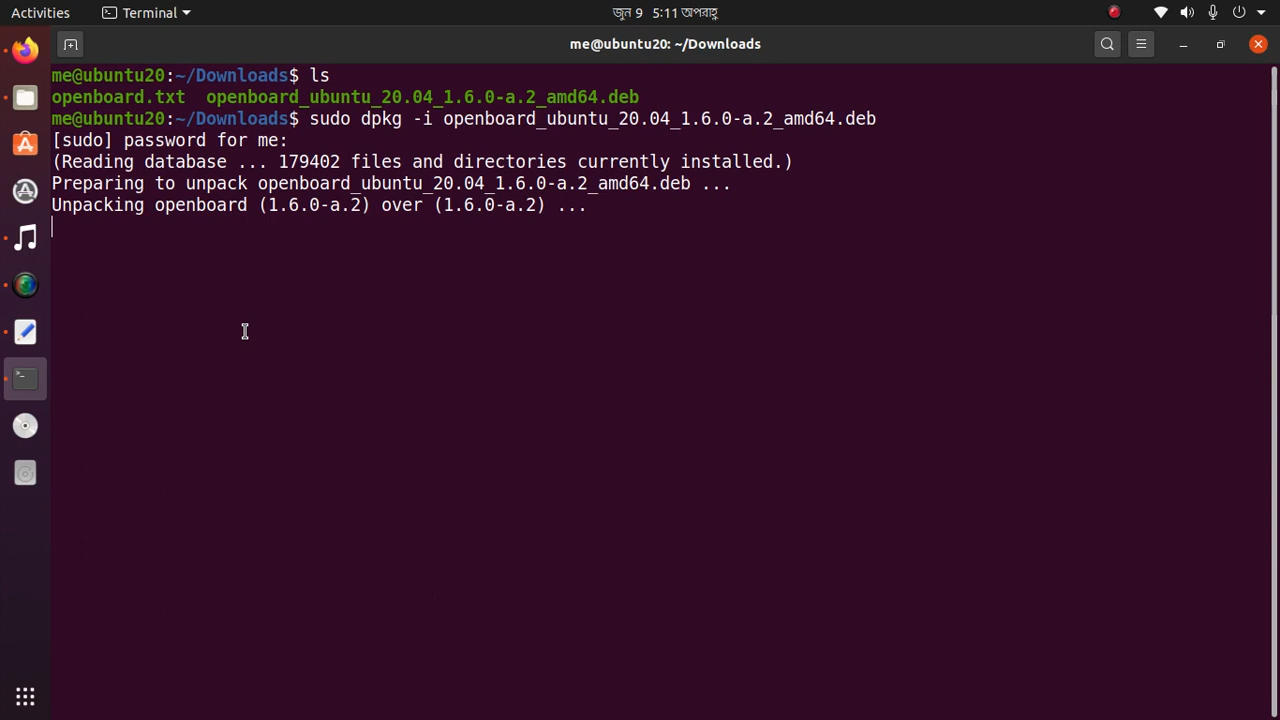 Activities
Terminal
জুন 9 5:11 অপরাহ্ণ
me@ubuntu20: ~/Downloads
me@ubuntu20:~/Downloads$ ls
openboard.txt openboard_ubuntu_20.04_1.6.0-a.2_amd64.deb
me@ubuntu20:~/Downloads$ sudo dpkg -i openboard_ubuntu_20.04_1.6.0-a.2_amd64.deb
[sudo] password for me:
(Reading database ... 179402 files and directories currently installed.)
Preparing to unpack openboard_ubuntu_20.04_1.6.0-a.2_amd64.deb ...
Unpacking openboard (1.6.0-a.2) over (1.6.0-a.2) ...